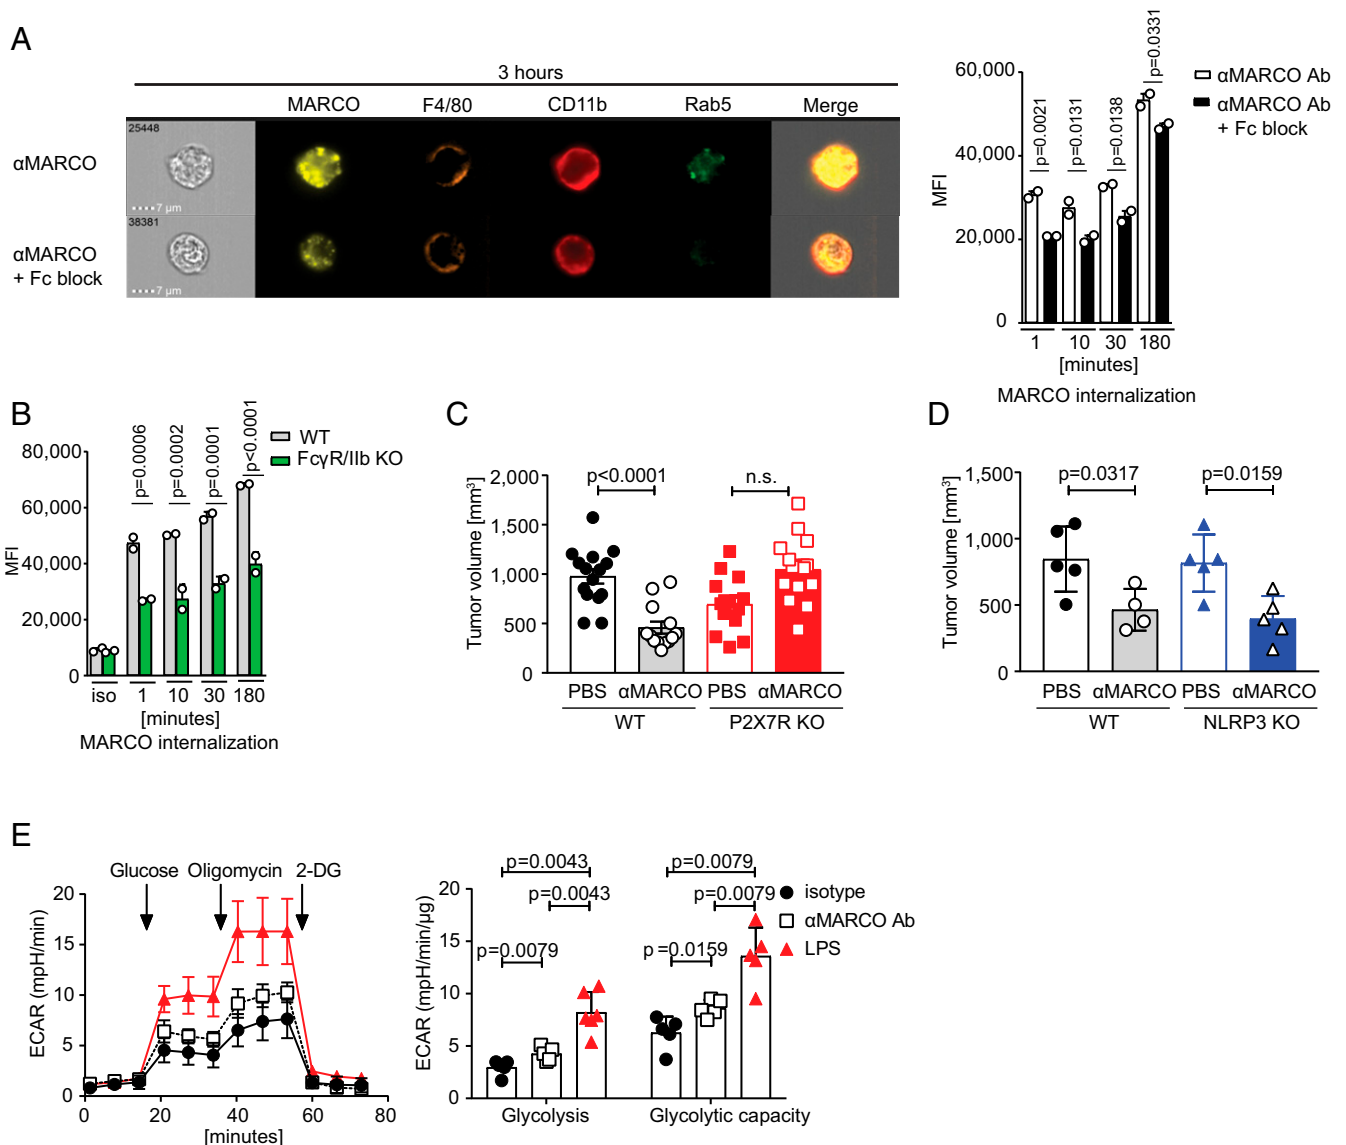 A
3 hours
MARCO F4/80 CD11b Rab5 Merge
αMARCO
25448
7 µm
αMARCO
+ Fc block
38381
7 µm
60,000
40,000
20,000
0
MFI
p=0.0021
p=0.0131
p=0.0138
p=0.0331
αMARCO Ab
αMARCO Ab
+ Fc block
1 10 30 180
[minutes]
MARCO internalization
B
80,000
60,000
40,000
20,000
0
MFI
p=0.0006
p=0.0002
p=0.0001
p<0.0001
WT
FcγR/IIb KO
iso 1 10 30 180
[minutes]
MARCO internalization
C
Tumor volume [mm³]
2,000
1,500
1,000
500
0
p<0.0001
n.s.
PBS αMARCO PBS αMARCO
WT P2X7R KO
D
Tumor volume [mm³]
1,500
1,000
500
0
p=0.0317
p=0.0159
PBS αMARCO PBS αMARCO
WT NLRP3 KO
E
Glucose Oligomycin 2-DG
ECAR (mpH/min)
20
15
10
5
0
0 20 40 60 80
[minutes]
ECAR (mpH/min/µg)
20
15
10
5
0
p=0.0043
p=0.0043
p=0.0079
p=0.0079
p=0.0079
p=0.0159
isotype
αMARCO Ab
LPS
Glycolysis Glycolytic capacity